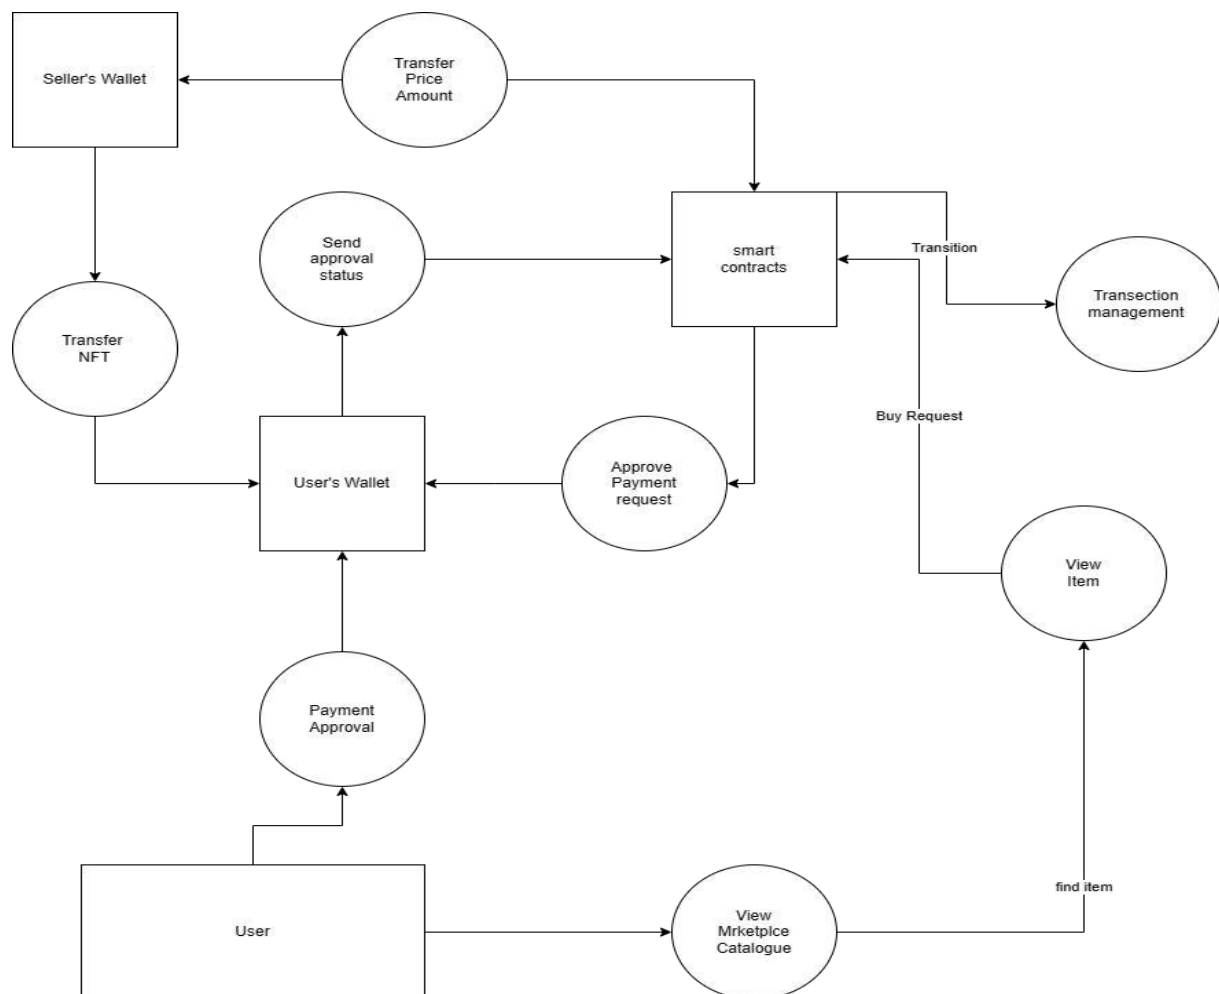 Seller's Wallet
Transfer
Price
Amount
Send
approval
status
smart
contracts
Transition
Transection
management
Transfer
NFT
Buy Request
User's Wallet
Approve
Payment
request
View
Item
Payment
Approval
find item
User
View
Mrketplce
Catalogue